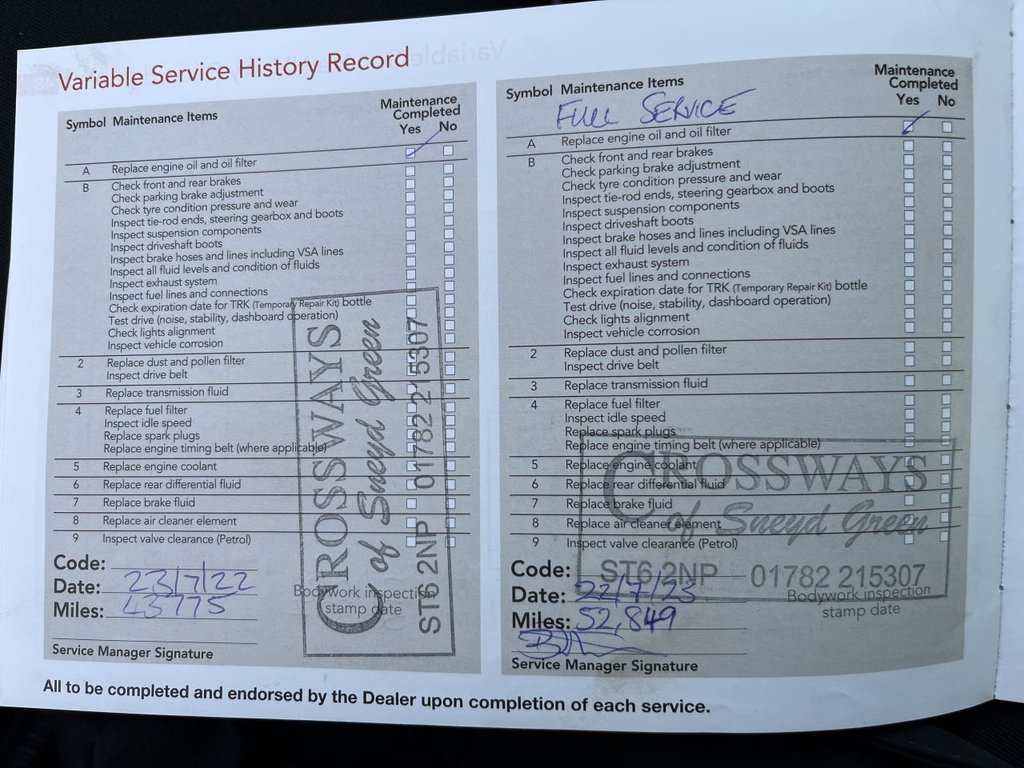 Variable Service History Record
Symbol Maintenance Items
Maintenance
Completed
Yes No
A Replace engine oil and oil filter
B Check front and rear brakes
Check parking brake adjustment
Check tyre condition pressure and wear
Inspect tie-rod ends, steering gearbox and boots
Inspect suspension components
Inspect driveshaft boots
Inspect brake hoses and lines including VSA lines
Inspect all fluid levels and condition of fluids
Inspect exhaust system
Inspect fuel lines and connections
Check expiration date for TRK (Temporary Repair Kit) bottle
Test drive (noise, stability, dashboard operation)
Check lights alignment
Inspect vehicle corrosion
2 Replace dust and pollen filter
Inspect drive belt
3 Replace transmission fluid
4 Replace fuel filter
Inspect idle speed
Replace spark plugs
Replace engine timing belt (where applicable)
5 Replace engine coolant
6 Replace rear differential fluid
7 Replace brake fluid
8 Replace air cleaner element
9 Inspect valve clearance (Petrol)
Code:
Date: 23/7/22
Miles: 43775
Bodywork inspection
stamp date
Service Manager Signature
CROSSWAYS
of Sneyd Green
ST6 2NP 01782 215307
Symbol Maintenance Items
Maintenance
Completed
Yes No
FULL SERVICE
A Replace engine oil and oil filter
B Check front and rear brakes
Check parking brake adjustment
Check tyre condition pressure and wear
Inspect tie-rod ends, steering gearbox and boots
Inspect suspension components
Inspect driveshaft boots
Inspect brake hoses and lines including VSA lines
Inspect all fluid levels and condition of fluids
Inspect exhaust system
Inspect fuel lines and connections
Check expiration date for TRK (Temporary Repair Kit) bottle
Test drive (noise, stability, dashboard operation)
Check lights alignment
Inspect vehicle corrosion
2 Replace dust and pollen filter
Inspect drive belt
3 Replace transmission fluid
4 Replace fuel filter
Inspect idle speed
Replace spark plugs
Replace engine timing belt (where applicable)
5 Replace engine coolant
6 Replace rear differential fluid
7 Replace brake fluid
8 Replace air cleaner element
9 Inspect valve clearance (Petrol)
CROSSWAYS
of Sneyd Green
ST6 2NP 01782 215307
Code:
Date: 22/7/23
Miles: 52,849
Bodywork inspection
stamp date
Service Manager Signature
All to be completed and endorsed by the Dealer upon completion of each service.